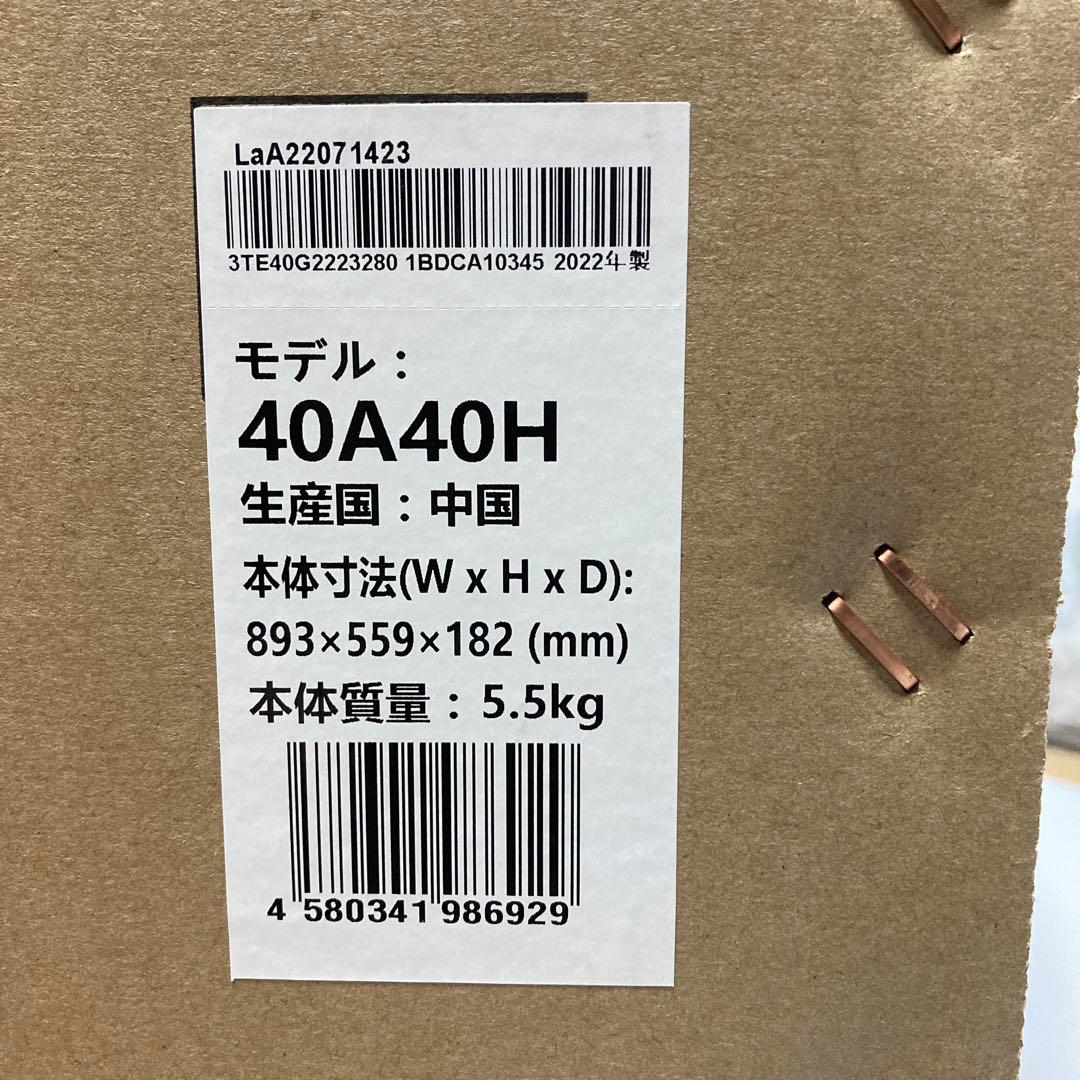 LaA22071423
3TE40G2223280 1BDCA10345 2022年製
モデル：
40A40H
生産国：中国
本体寸法(W x H x D):
893×559×182 (mm)
本体質量：5.5kg
4 580341 986929